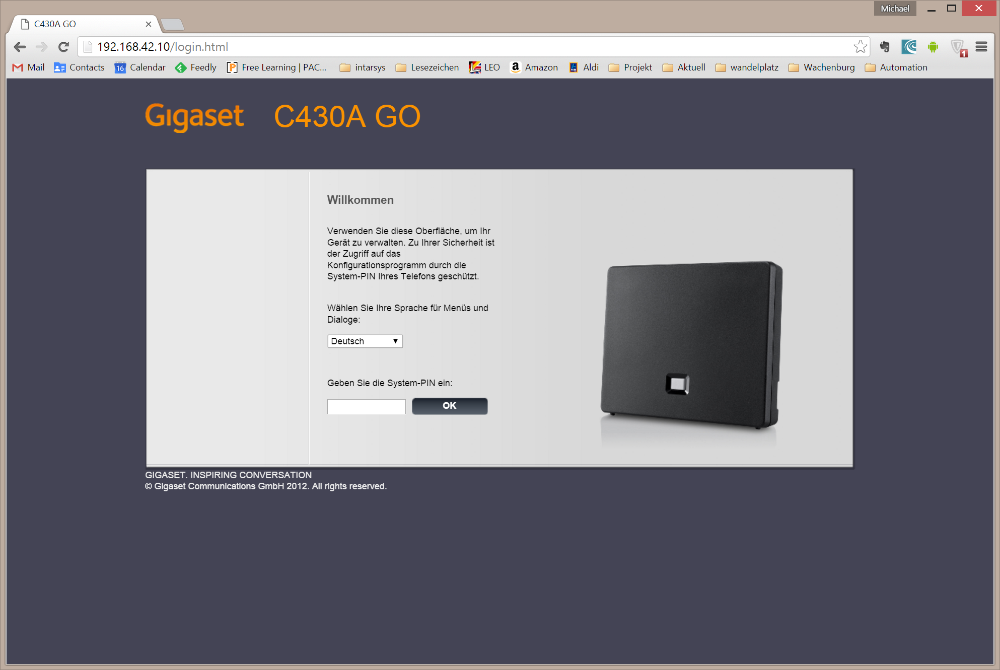 Michael
C430A GO
192.168.42.10/login.html
1
Mail
16
Contacts
Calendar
Feedly
Free Learning | PAC...
intarsys
Lesezeichen
LEO
Amazon
Aldi
Projekt
Aktuell
wandelplatz
Wachenburg
Automation
Gigaset
C430A GO
Willkommen
Verwenden Sie diese Oberfläche, um Ihr
Gerät zu verwalten. Zu Ihrer Sicherheit ist
der Zugriff auf das
Konfigurationsprogramm durch die
System-PIN Ihres Telefons geschützt.
Wählen Sie Ihre Sprache für Menüs und
Dialoge:
Deutsch
Geben Sie die System-PIN ein:
OK
GIGASET. INSPIRING CONVERSATION
© Gigaset Communications GmbH 2012. All rights reserved.